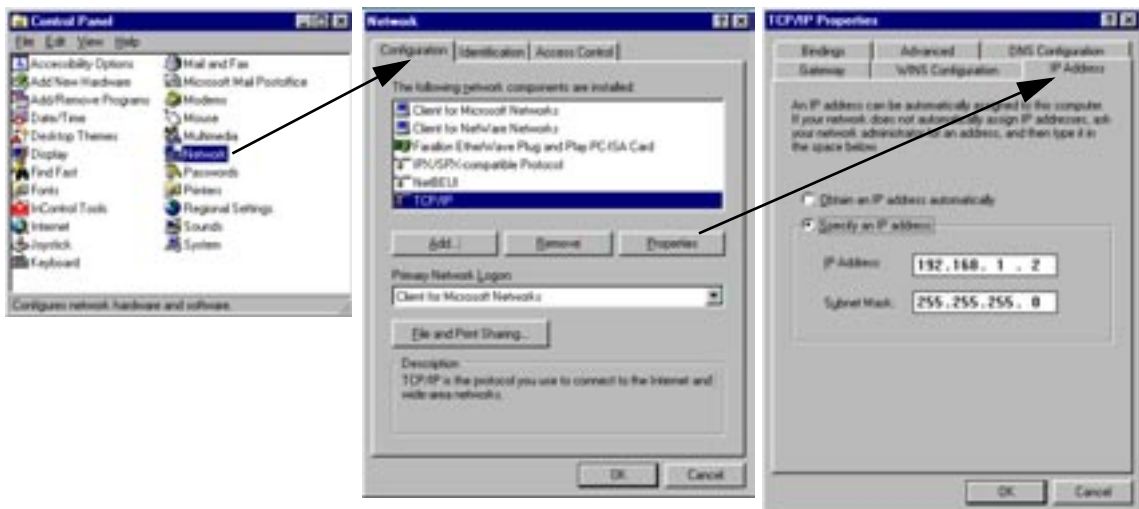 Control Panel
File Edit View Help
Accessibility Options
Add New Hardware
Add/Remove Programs
Date/Time
Desktop Themes
Display
Find Fast
Fonts
InControl Tools
Internet
Joystick
Keyboard
Mail and Fax
Microsoft Mail Postoffice
Modems
Mouse
Multimedia
Network
Passwords
Printers
Regional Settings
Sounds
System
Configures network hardware and software.
Network
Configuration Identification Access Control
The following network components are installed:
Client for Microsoft Networks
Client for NetWare Networks
Farallon EtherWave Plug and Play PC ISA Card
IPX/SPX-compatible Protocol
NetBEUI
TCP/IP
Add... Remove Properties
Primary Network Logon:
Client for Microsoft Networks
File and Print Sharing...
Description
TCP/IP is the protocol you use to connect to the Internet and
wide-area networks.
OK Cancel
TCP/IP Properties
Bindings Advanced DNS Configuration
Gateway WINS Configuration IP Address
An IP address can be automatically assigned to this computer.
If your network does not automatically assign IP addresses, ask
your network administrator for an address, and then type it in
the space below.
Obtain an IP address automatically
Specify an IP address:
IP Address: 192.168. 1 . 2
Subnet Mask: 255.255.255. 0
OK Cancel